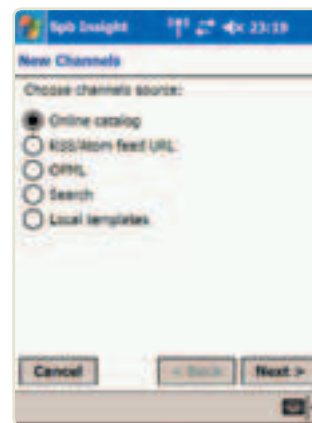 Spb Insight 23:19
New Channels
Choose channels source:
Online catalog
RSS/Atom feed URL
OPML
Search
Local templates
Cancel < Back Next >